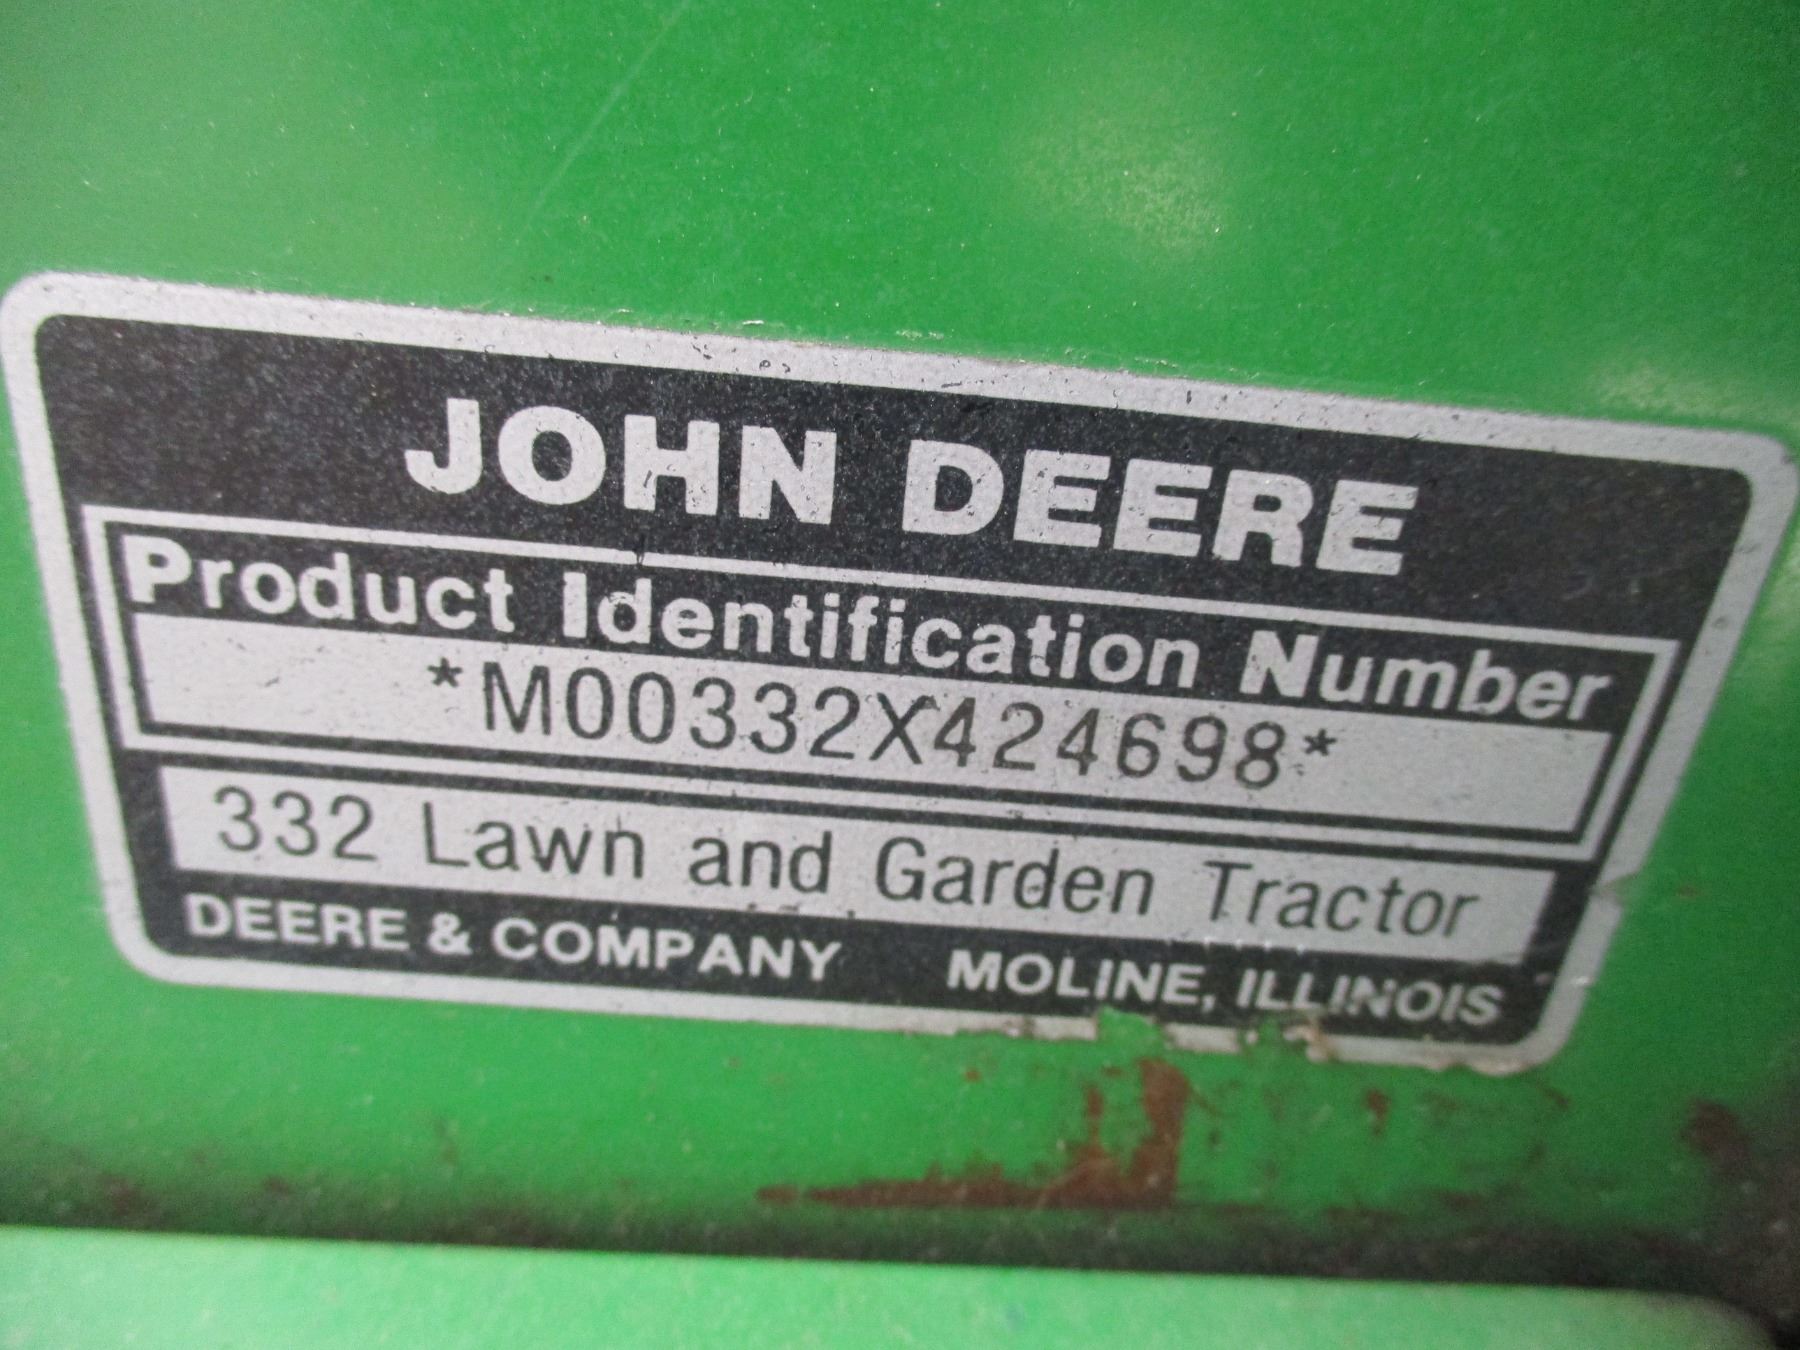 JOHN DEERE
Product Identification Number
*M00332X424698*
332 Lawn and Garden Tractor
DEERE & COMPANY MOLINE, ILLINOIS